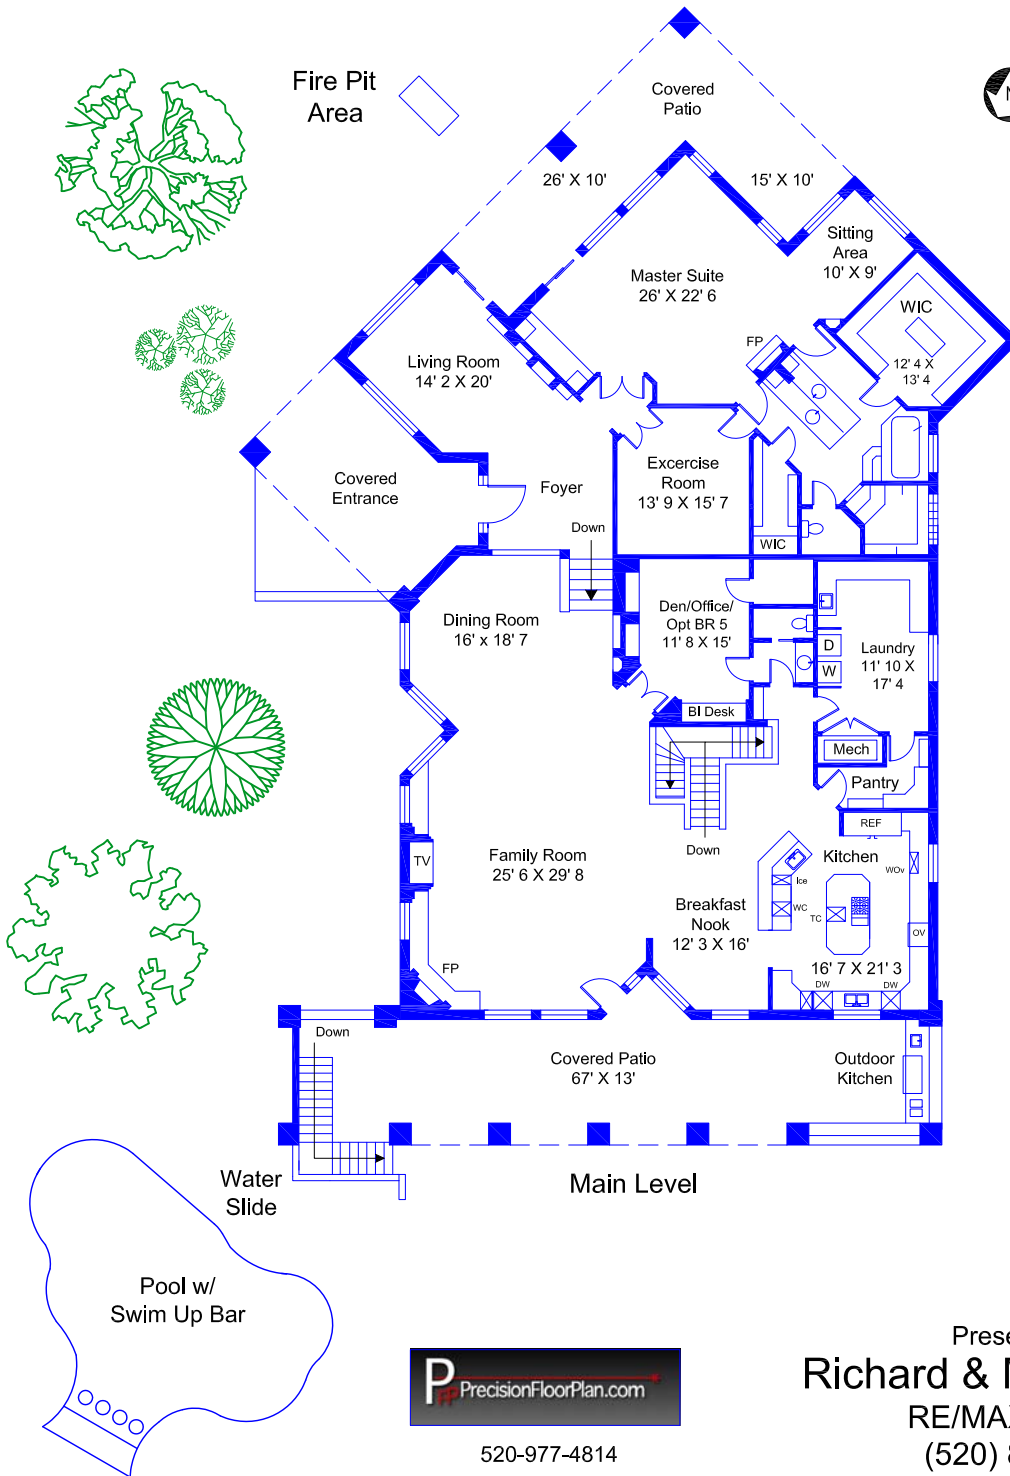 Fire Pit
Area
Covered
Patio
N
26' X 10'
15' X 10'
Sitting
Area
10' X 9'
Master Suite
26' X 22' 6
WIC
12' 4 X
13' 4
FP
Living Room
14' 2 X 20'
Covered
Entrance
Foyer
Excercise
Room
13' 9 X 15' 7
Down
WIC
Dining Room
16' x 18' 7
Den/Office/
Opt BR 5
11' 8 X 15'
D
W
Laundry
11' 10 X
17' 4
BI Desk
Mech
Pantry
REF
Down
TV
Family Room
25' 6 X 29' 8
Kitchen
WOv
Ice
Breakfast
Nook
12' 3 X 16'
WC
TC
OV
16' 7 X 21' 3
DW
DW
FP
Down
Covered Patio
67' X 13'
Outdoor
Kitchen
Water
Slide
Main Level
Pool w/
Swim Up Bar
PFP PrecisionFloorPlan.com
520-977-4814
Prese
Richard &
RE/MAX
(520)